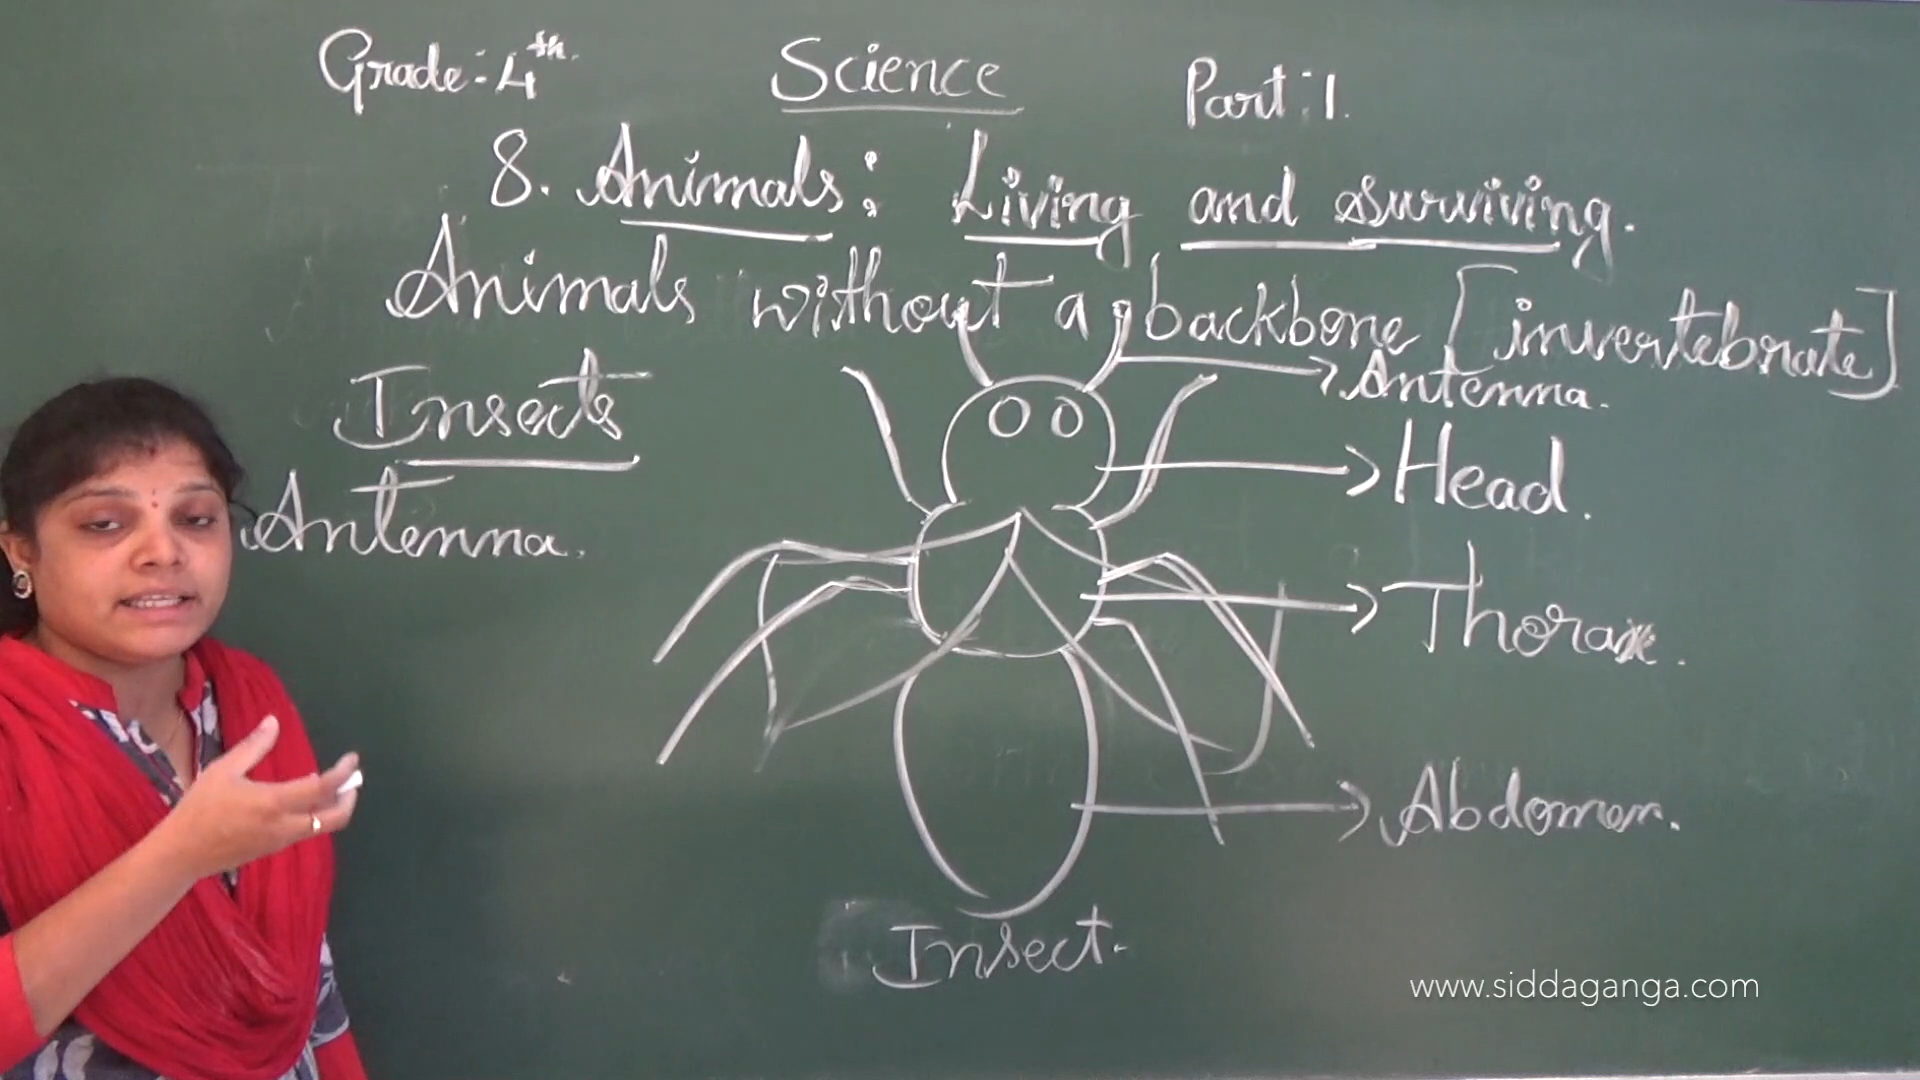 Grade:-4th. Science Part:1.
8. Animals: Living and surviving.
Animals without a backbone [invertebrate]
Insects
Antenna.
Antenna.
Head.
Thorax.
Abdomen.
Insect.
www.siddaganga.com